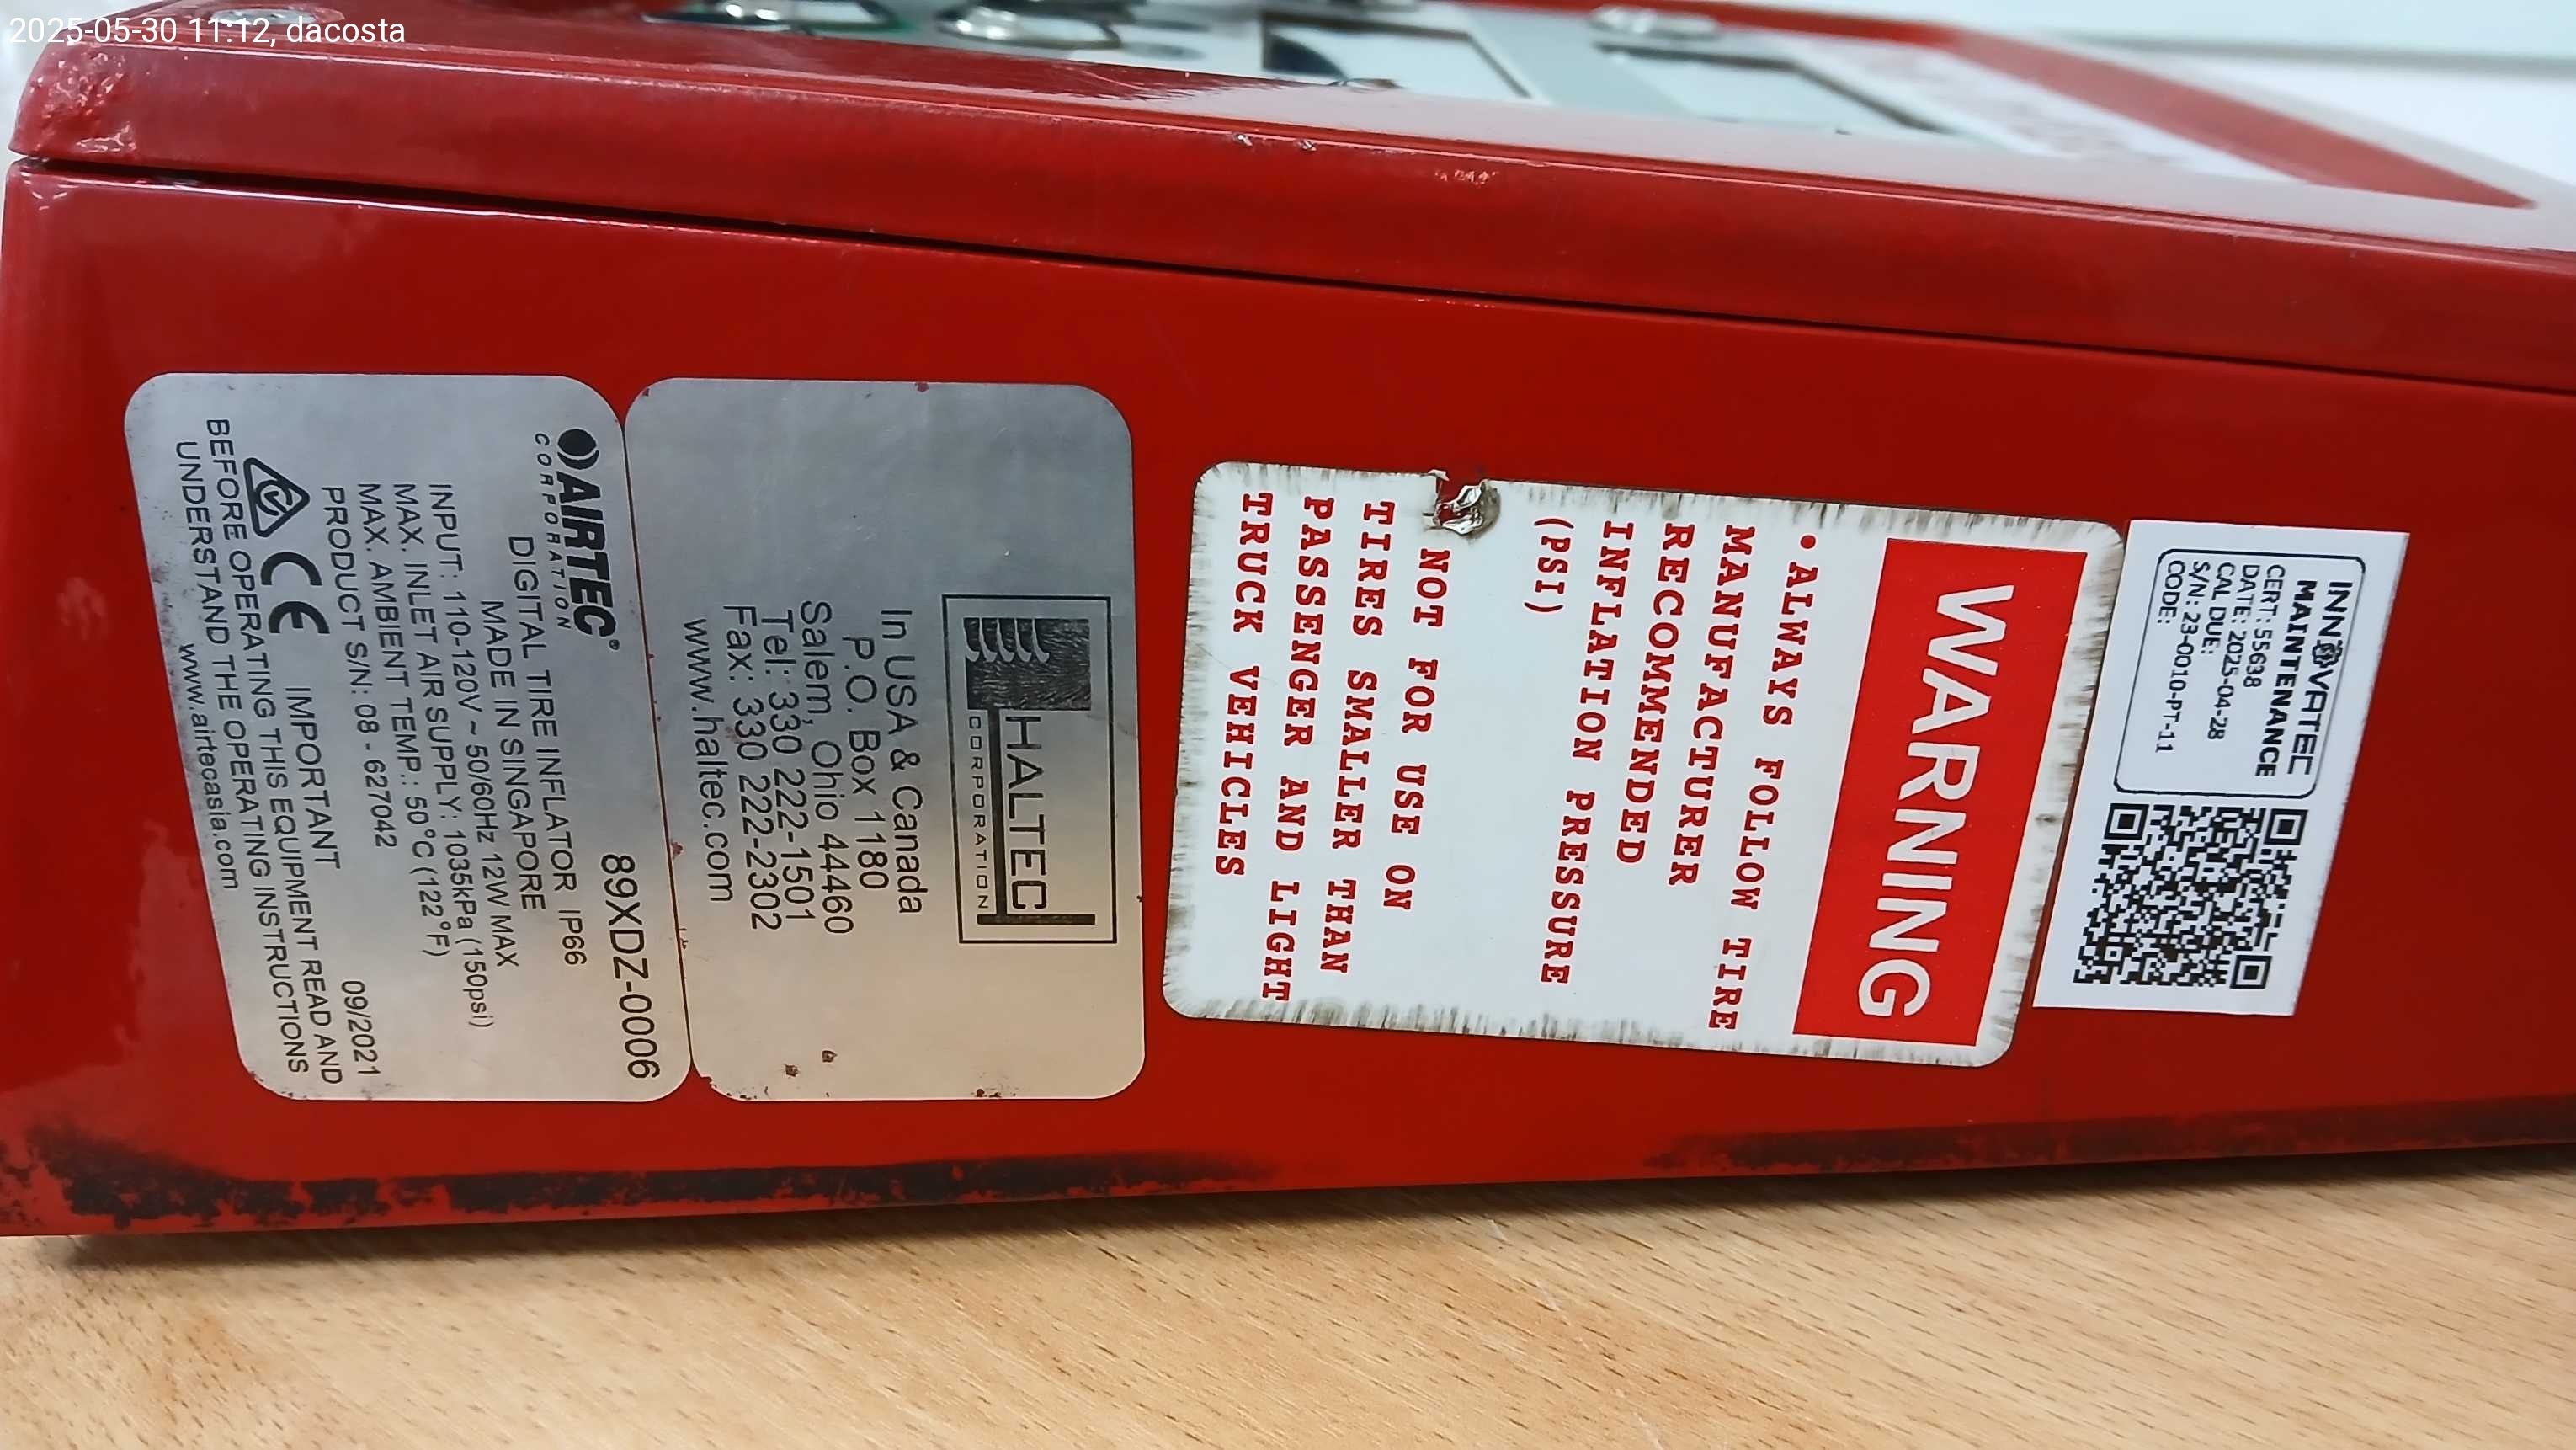 2025-05-30 11:12, dacosta
AIRTEC®
CORPORATION
89XDZ-0006
DIGITAL TIRE INFLATOR IP66
MADE IN SINGAPORE
INPUT: 110-120V ~ 50/60Hz 12W MAX
MAX. INLET AIR SUPPLY: 1035kPa (150psi)
MAX. AMBIENT TEMP.: 50°C (122°F)
PRODUCT S/N: 08 - 627042
09/2021
IMPORTANT
BEFORE OPERATING THIS EQUIPMENT READ AND
UNDERSTAND THE OPERATING INSTRUCTIONS
www.airtecasia.com
HALTEC
CORPORATION
In USA & Canada
P.O. Box 1180
Salem, Ohio 44460
Tel: 330 222-1501
Fax: 330 222-2302
www.haltec.com
WARNING
• ALWAYS FOLLOW TIRE
MANUFACTURER
RECOMMENDED
INFLATION PRESSURE
(PSI)
NOT FOR USE ON
TIRES SMALLER THAN
PASSENGER AND LIGHT
TRUCK VEHICLES
INNOVATEC
MAINTENANCE
CERT: 55638
DATE: 2025-04-28
CAL DUE:
S/N: 23-0010-PT-11
CODE: